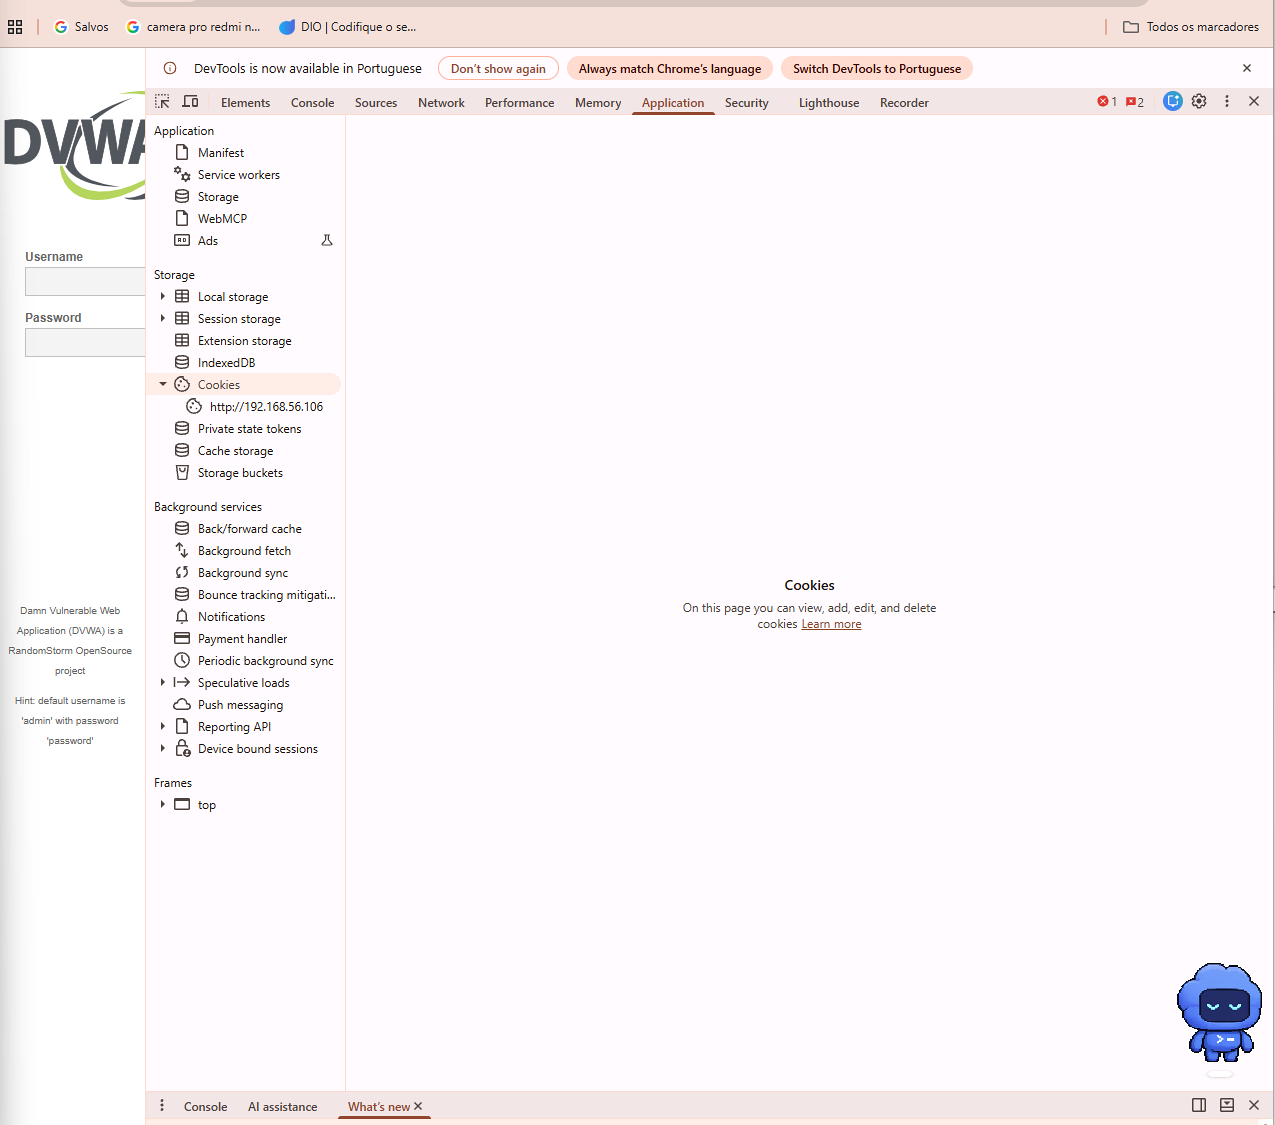 Salvos
camera pro redmi n...
DIO | Codifique o se...
Todos os marcadores
DevTools is now available in Portuguese
Don't show again
Always match Chrome's language
Switch DevTools to Portuguese
Elements
Console
Sources
Network
Performance
Memory
Application
Security
Lighthouse
Recorder
1
2
DVWA
Username
Password
Damn Vulnerable Web
Application (DVWA) is a
RandomStorm OpenSource
project
Hint: default username is
'admin' with password
'password'
Application
Manifest
Service workers
Storage
WebMCP
Ads
Storage
Local storage
Session storage
Extension storage
IndexedDB
Cookies
http://192.168.56.106
Private state tokens
Cache storage
Storage buckets
Background services
Back/forward cache
Background fetch
Background sync
Bounce tracking mitigati...
Notifications
Payment handler
Periodic background sync
Speculative loads
Push messaging
Reporting API
Device bound sessions
Frames
top
Cookies
On this page you can view, add, edit, and delete
cookies Learn more
Console
AI assistance
What's new